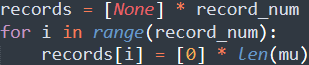 records = [None] * record_num
for i in range(record_num):
    records[i] = [0] * len(mu)